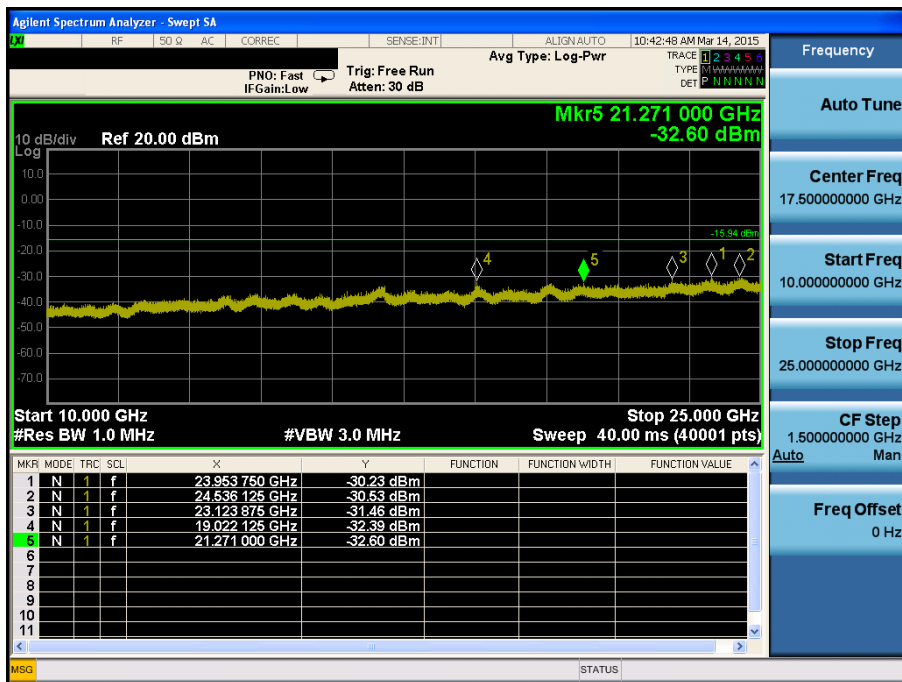 Agilent Spectrum Analyzer - Swept SA
LXI RF 50 Ω AC CORREC SENSE:INT ALIGN AUTO 10:42:48 AM Mar 14, 2015
PNO: Fast Trig: Free Run Avg Type: Log-Pwr TRACE 1 2 3 4 5 6
TYPE M WWWWW
IFGain:Low Atten: 30 dB DET P N N N N N
Mkr5 21.271 000 GHz
-32.60 dBm
10 dB/div Ref 20.00 dBm
Log
10.0
0.00
-10.0
-15.94 dBm
-20.0
4 5 3 1 2
-30.0
-40.0
-50.0
-60.0
-70.0
Start 10.000 GHz Stop 25.000 GHz
#Res BW 1.0 MHz #VBW 3.0 MHz Sweep 40.00 ms (40001 pts)
MKR MODE TRC SCL X Y FUNCTION FUNCTION WIDTH FUNCTION VALUE
1 N 1 f 23.953 750 GHz -30.23 dBm
2 N 1 f 24.536 125 GHz -30.53 dBm
3 N 1 f 23.123 875 GHz -31.46 dBm
4 N 1 f 19.022 125 GHz -32.39 dBm
5 N 1 f 21.271 000 GHz -32.60 dBm
6
7
8
9
10
11
MSG STATUS
Frequency
Auto Tune
Center Freq
17.500000000 GHz
Start Freq
10.000000000 GHz
Stop Freq
25.000000000 GHz
CF Step
1.500000000 GHz
Auto Man
Freq Offset
0 Hz